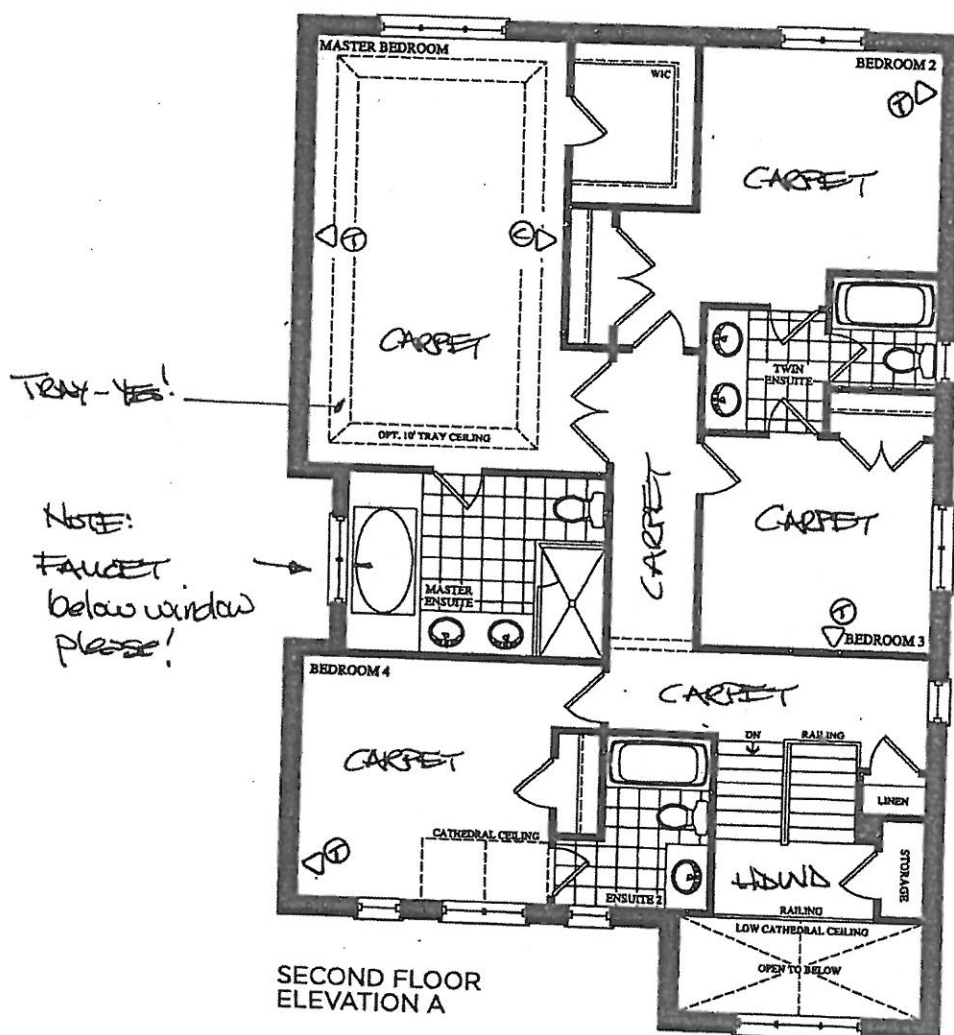 MASTER BEDROOM
WIC
BEDROOM 2
T
CARPET
T
C
CARPET
TRAY-YES!
OPT. 10' TRAY CEILING
TWIN
ENSUITE
NOTE:
FAUCET
below window
please!
CARPET
CARPET
MASTER
ENSUITE
T
BEDROOM 3
BEDROOM 4
CARPET
CARPET
DN
RAILING
LINEN
CATHEDRAL CEILING
T
ENSUITE 2
STORAGE
RAILING
LOW CATHEDRAL CEILING
OPEN TO BELOW
SECOND FLOOR
ELEVATION A